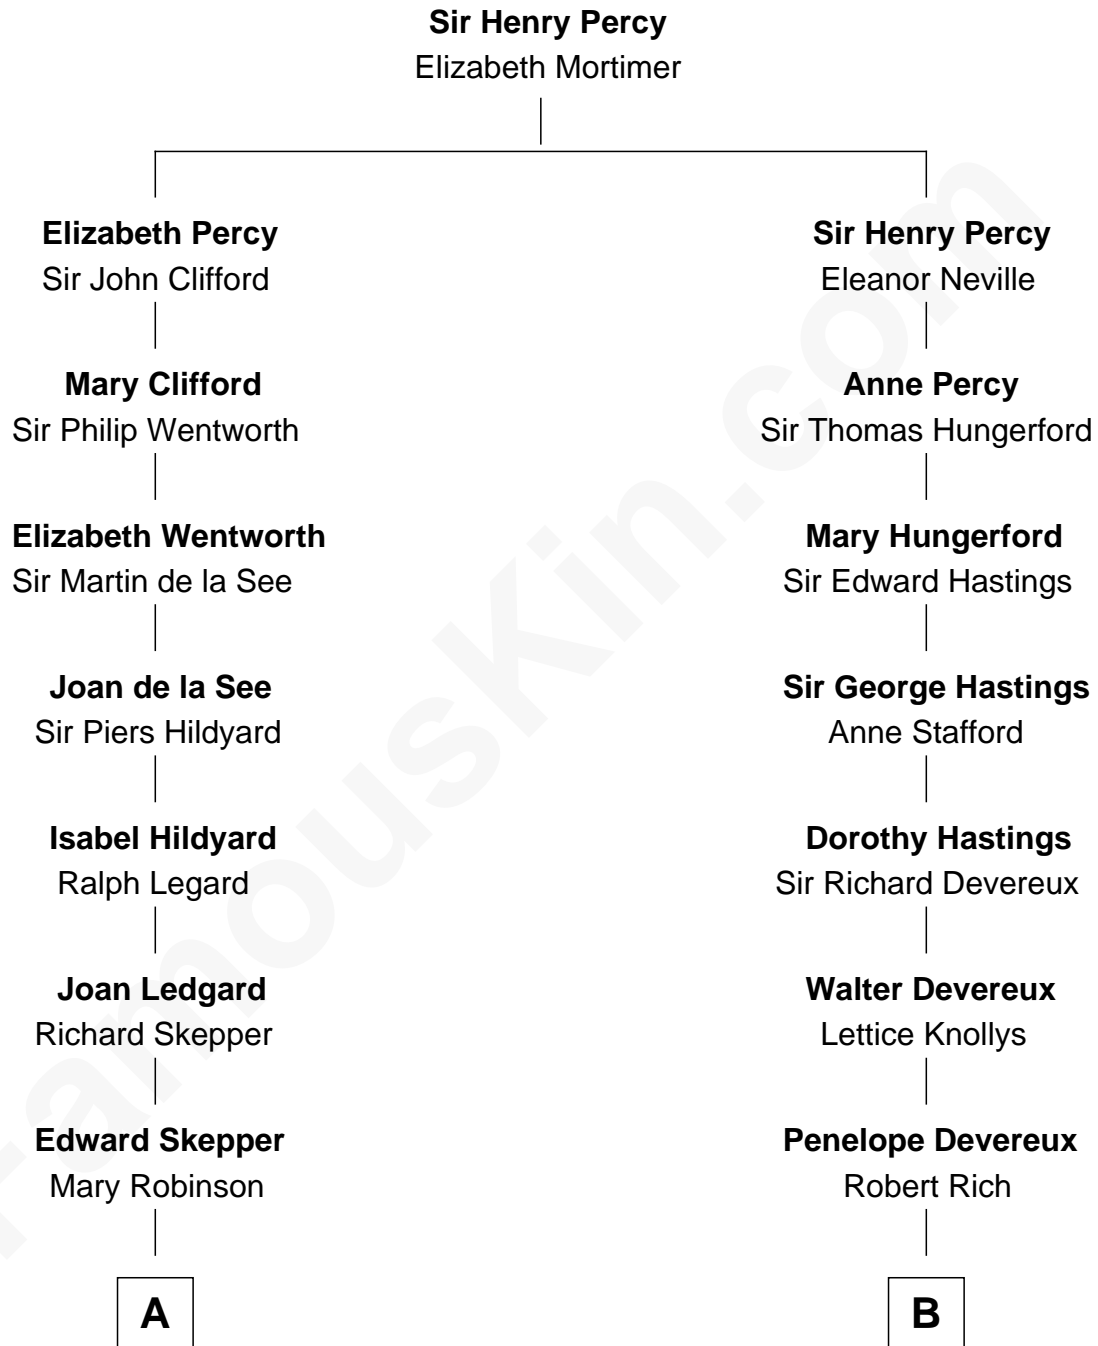 Sir Henry Percy
Elizabeth Mortimer
Elizabeth Percy
Sir John Clifford
Sir Henry Percy
Eleanor Neville
Mary Clifford
Sir Philip Wentworth
Anne Percy
Sir Thomas Hungerford
Elizabeth Wentworth
Sir Martin de la See
Mary Hungerford
Sir Edward Hastings
Joan de la See
Sir Piers Hildyard
Sir George Hastings
Anne Stafford
Isabel Hildyard
Ralph Legard
Dorothy Hastings
Sir Richard Devereux
Joan Ledgard
Richard Skepper
Walter Devereux
Lettice Knollys
Edward Skepper
Mary Robinson
Penelope Devereux
Robert Rich
A
B
FamousKin.com